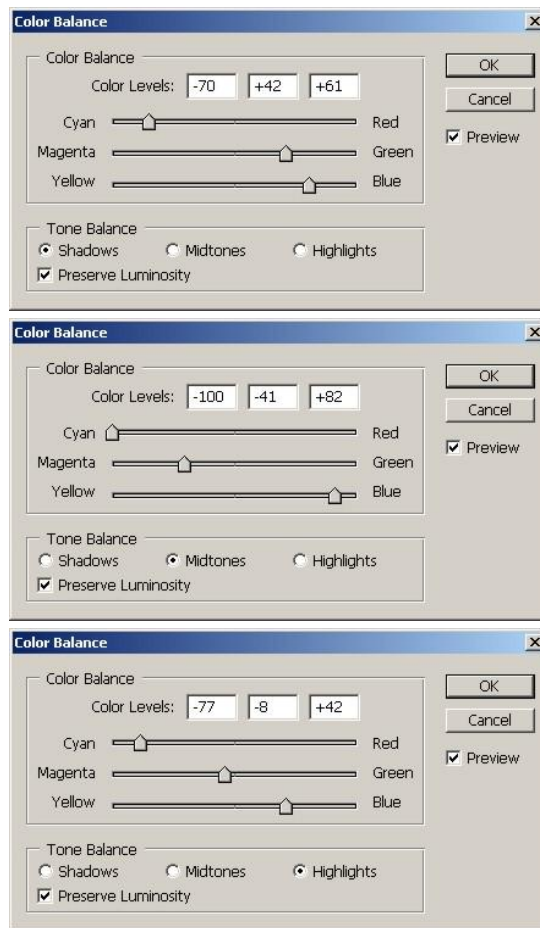 Color Balance
Color Balance
Color Levels: -70 +42 +61
OK
Cancel
Preview
Cyan Red
Magenta Green
Yellow Blue
Tone Balance
Shadows Midtones Highlights
Preserve Luminosity
Color Balance
Color Balance
Color Levels: -100 -41 +82
OK
Cancel
Preview
Cyan Red
Magenta Green
Yellow Blue
Tone Balance
Shadows Midtones Highlights
Preserve Luminosity
Color Balance
Color Balance
Color Levels: -77 -8 +42
OK
Cancel
Preview
Cyan Red
Magenta Green
Yellow Blue
Tone Balance
Shadows Midtones Highlights
Preserve Luminosity